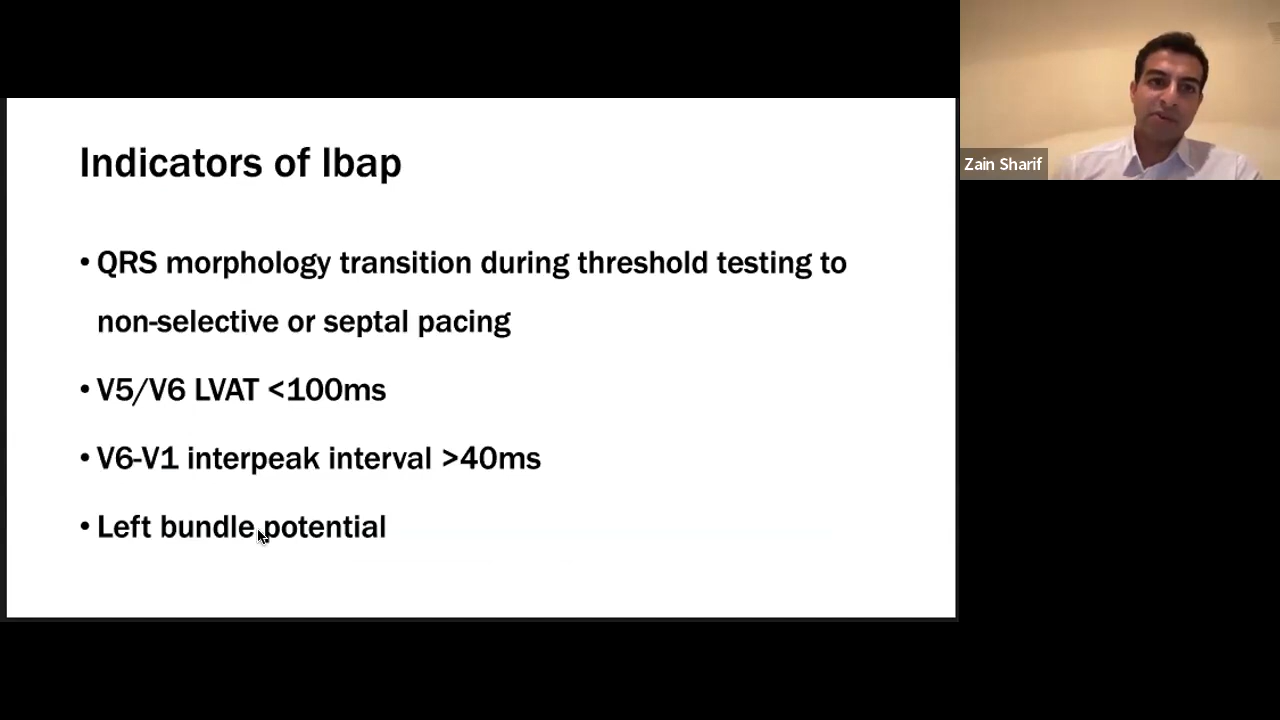 Indicators of lbap
• QRS morphology transition during threshold testing to
non-selective or septal pacing
• V5/V6 LVAT <100ms
• V6-V1 interpeak interval >40ms
• Left bundle potential
Zain Sharif